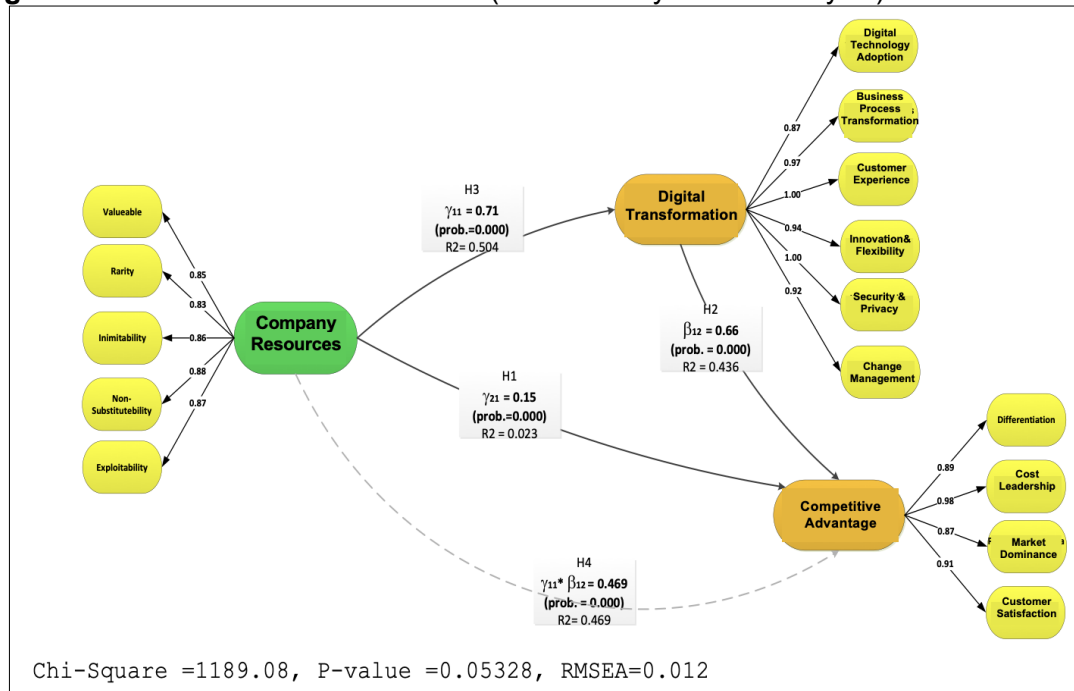 Digital
Technology
Adoption
Business
Process
Transformation
Customer
Experience
Innovation&
Flexibility
Security &
Privacy
Change
Management
0.87
0.97
1.00
0.94
1.00
0.92
Digital
Transformation
H3
γ11 = 0.71
(prob.=0.000)
R2= 0.504
Valueable
Rarity
Inimitability
Non-
Substitutebility
Exploitability
0.85
0.83
0.86
0.88
0.87
Company
Resources
H2
β12 = 0.66
(prob. = 0.000)
R2 = 0.436
H1
γ21 = 0.15
(prob.=0.000)
R2 = 0.023
Competitive
Advantage
0.89
0.98
0.87
0.91
Differentiation
Cost
Leadership
Market
Dominance
Customer
Satisfaction
H4
γ11* β12 = 0.469
(prob. = 0.000)
R2= 0.469
Chi-Square =1189.08, P-value =0.05328, RMSEA=0.012